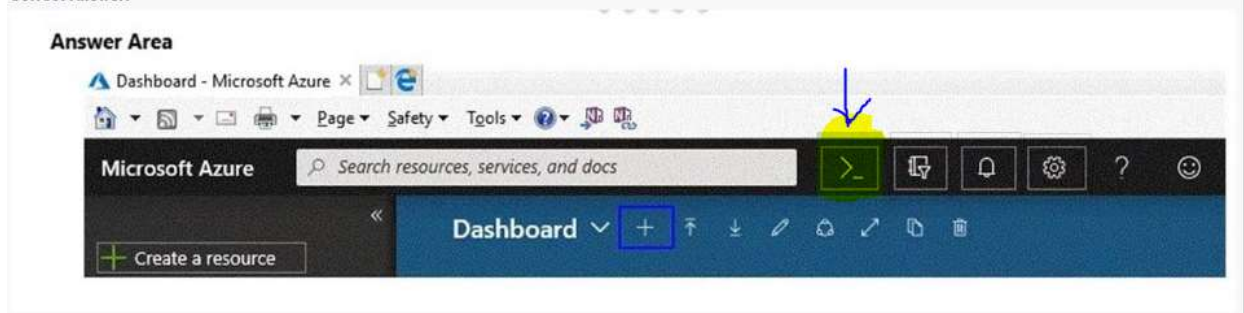 Answer Area
Dashboard - Microsoft Azure ×
Page Safety Tools
Microsoft Azure Search resources, services, and docs >_ ?
« Dashboard +
+ Create a resource